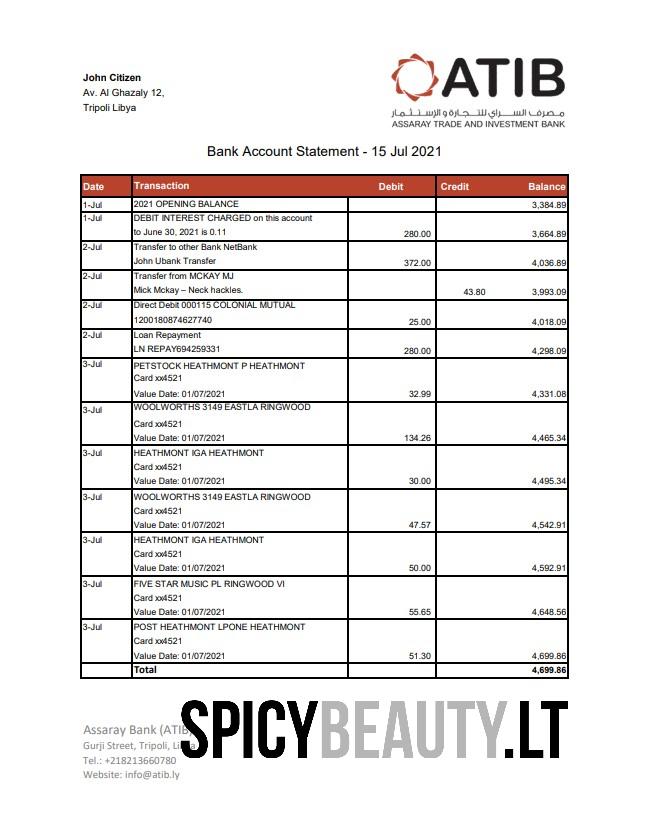 John Citizen
Av. Al Ghazaly 12,
Tripoli Libya
ATIB
مصرف السراي للتجارة و الإستثمار
ASSARAY TRADE AND INVESTMENT BANK
Bank Account Statement - 15 Jul 2021
Date Transaction Debit Credit Balance
1-Jul 2021 OPENING BALANCE 3,384.89
1-Jul DEBIT INTEREST CHARGED on this account
to June 30, 2021 is 0.11 280.00 3,664.89
2-Jul Transfer to other Bank NetBank
John Ubank Transfer 372.00 4,036.89
2-Jul Transfer from MCKAY MJ
Mick Mckay – Neck hackles. 43.80 3,993.09
2-Jul Direct Debit 000115 COLONIAL MUTUAL
1200180874627740 25.00 4,018.09
2-Jul Loan Repayment
LN REPAY694259331 280.00 4,298.09
3-Jul PETSTOCK HEATHMONT P HEATHMONT
Card xx4521
Value Date: 01/07/2021 32.99 4,331.08
3-Jul WOOLWORTHS 3149 EASTLA RINGWOOD
Card xx4521
Value Date: 01/07/2021 134.26 4,465.34
3-Jul HEATHMONT IGA HEATHMONT
Card xx4521
Value Date: 01/07/2021 30.00 4,495.34
3-Jul WOOLWORTHS 3149 EASTLA RINGWOOD
Card xx4521
Value Date: 01/07/2021 47.57 4,542.91
3-Jul HEATHMONT IGA HEATHMONT
Card xx4521
Value Date: 01/07/2021 50.00 4,592.91
3-Jul FIVE STAR MUSIC PL RINGWOOD VI
Card xx4521
Value Date: 01/07/2021 55.65 4,648.56
3-Jul POST HEATHMONT LPONE HEATHMONT
Card xx4521
Value Date: 01/07/2021 51.30 4,699.86
Total 4,699.86
SPICYBEAUTY.LT
Assaray Bank (ATIB)
Gurji Street, Tripoli,
Tel.: +218213660780
Website: info@atib.ly